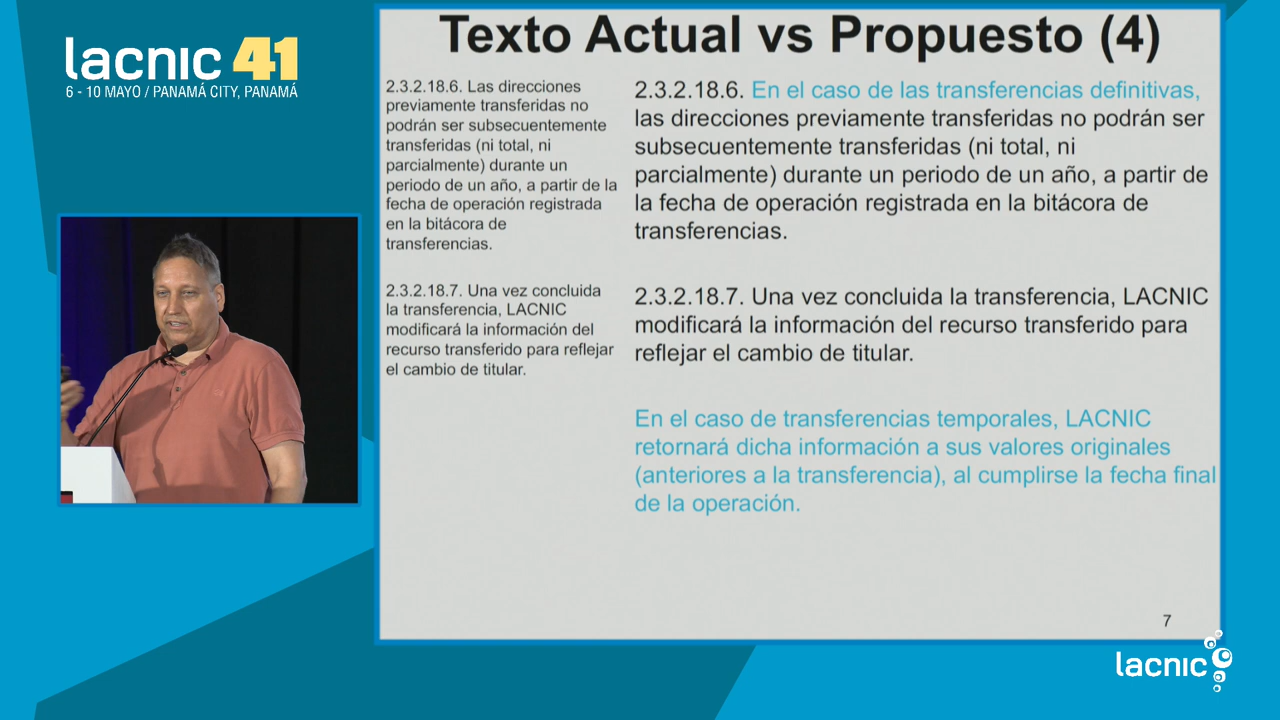 lacnic 41
6 - 10 MAYO / PANAMÁ CITY, PANAMÁ
Texto Actual vs Propuesto (4)
2.3.2.18.6. Las direcciones
previamente transferidas no
podrán ser subsecuentemente
transferidas (ni total, ni
parcialmente) durante un
periodo de un año, a partir de la
fecha de operación registrada
en la bitácora de
transferencias.
2.3.2.18.7. Una vez concluida
la transferencia, LACNIC
modificará la información del
recurso transferido para reflejar
el cambio de titular.
2.3.2.18.6. En el caso de las transferencias definitivas,
las direcciones previamente transferidas no podrán ser
subsecuentemente transferidas (ni total, ni
parcialmente) durante un periodo de un año, a partir de
la fecha de operación registrada en la bitácora de
transferencias.
2.3.2.18.7. Una vez concluida la transferencia, LACNIC
modificará la información del recurso transferido para
reflejar el cambio de titular.
En el caso de transferencias temporales, LACNIC
retornará dicha información a sus valores originales
(anteriores a la transferencia), al cumplirse la fecha final
de la operación.
7
lacnic